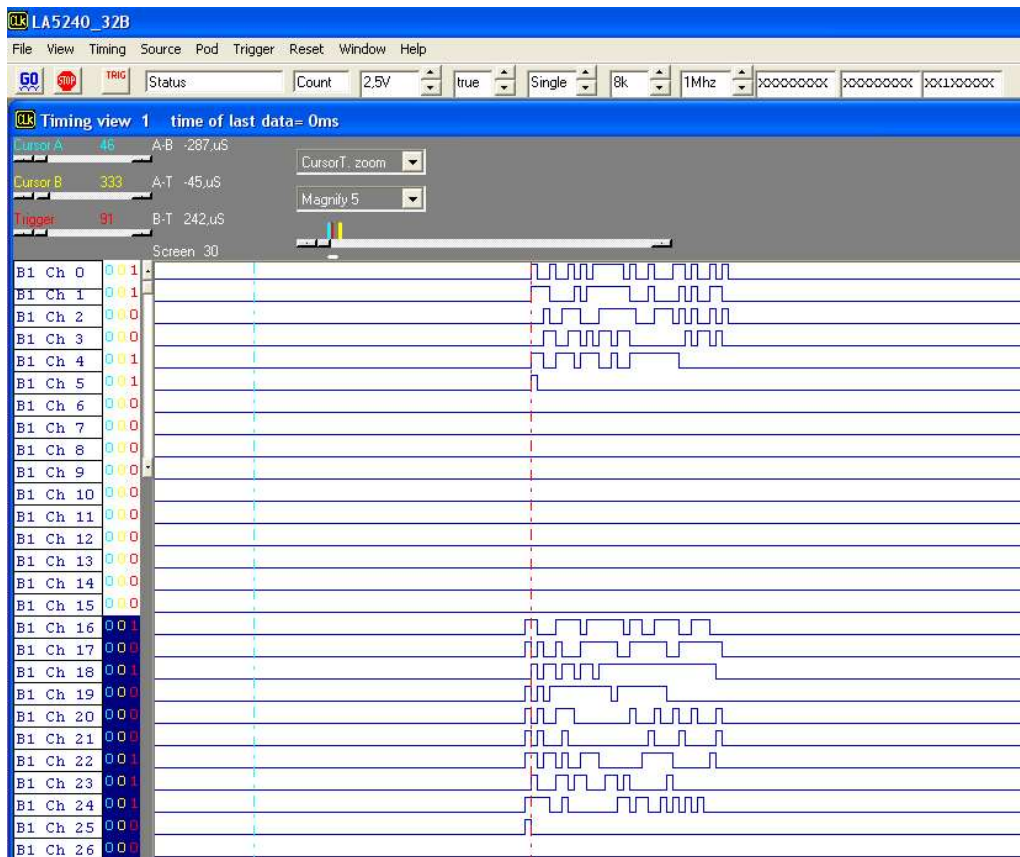 CLK LA5240_32B
File View Timing Source Pod Trigger Reset Window Help
GO STOP TRIG Status Count 2,5V true Single 8k 1Mhz XXXXXXXX XXXXXXXX XX1XXXXX
CLK Timing view 1 time of last data= 0ms
Cursor A 46 A-B -287,uS
CursorT. zoom
Cursor B 333 A-T -45,uS
Magnify 5
Trigger 91 B-T 242,uS
Screen 30
B1 Ch 0 0 0 1
B1 Ch 1 0 0 1
B1 Ch 2 0 0 0
B1 Ch 3 0 0 0
B1 Ch 4 0 0 1
B1 Ch 5 0 0 1
B1 Ch 6 0 0 0
B1 Ch 7 0 0 0
B1 Ch 8 0 0 0
B1 Ch 9 0 0 0
B1 Ch 10 0 0 0
B1 Ch 11 0 0 0
B1 Ch 12 0 0 0
B1 Ch 13 0 0 0
B1 Ch 14 0 0 0
B1 Ch 15 0 0 0
B1 Ch 16 0 0 1
B1 Ch 17 0 0 0
B1 Ch 18 0 0 1
B1 Ch 19 0 0 0
B1 Ch 20 0 0 0
B1 Ch 21 0 0 0
B1 Ch 22 0 0 1
B1 Ch 23 0 0 1
B1 Ch 24 0 0 1
B1 Ch 25 0 0 0
B1 Ch 26 0 0 0